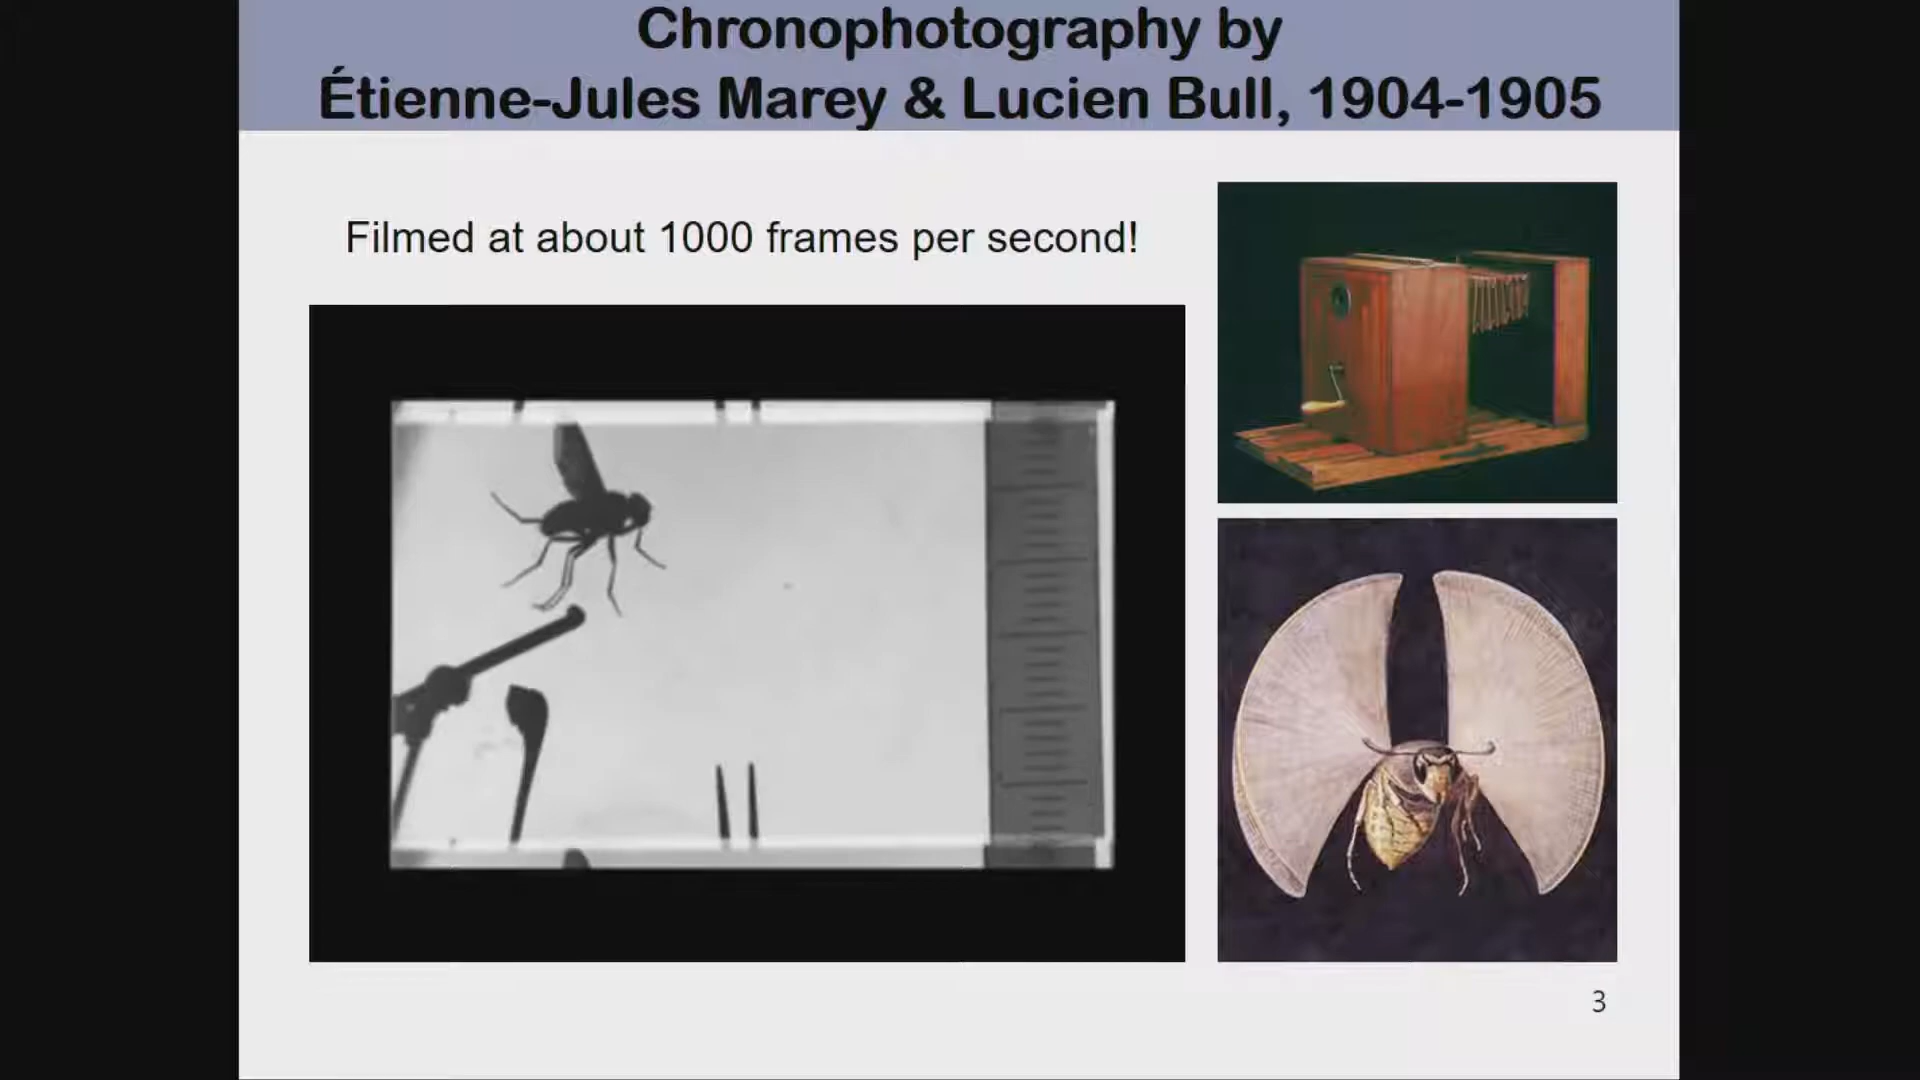 Chronophotography by
Étienne-Jules Marey & Lucien Bull, 1904-1905
Filmed at about 1000 frames per second!
3